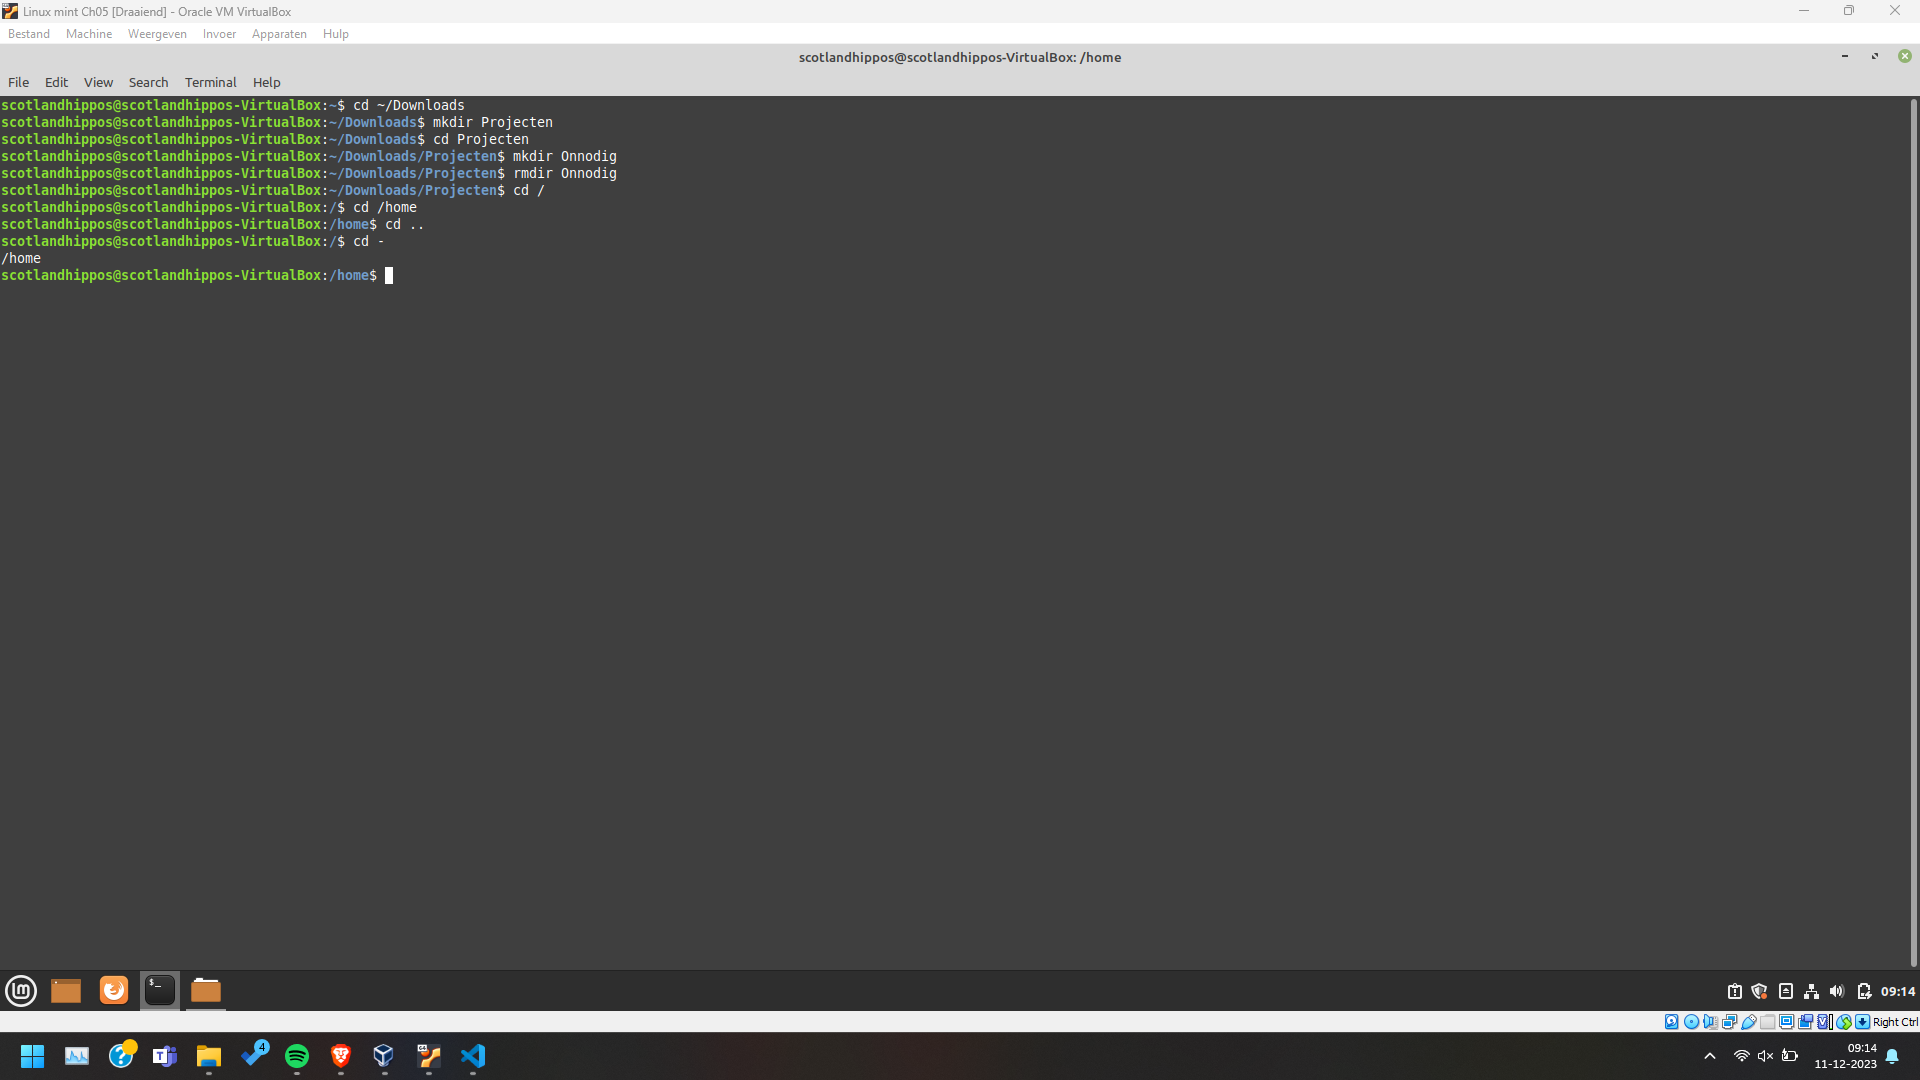 Linux mint Ch05 [Draaiend] - Oracle VM VirtualBox
Bestand Machine Weergeven Invoer Apparaten Hulp
scotlandhippos@scotlandhippos-VirtualBox: /home
File Edit View Search Terminal Help
scotlandhippos@scotlandhippos-VirtualBox:~$ cd ~/Downloads
scotlandhippos@scotlandhippos-VirtualBox:~/Downloads$ mkdir Projecten
scotlandhippos@scotlandhippos-VirtualBox:~/Downloads$ cd Projecten
scotlandhippos@scotlandhippos-VirtualBox:~/Downloads/Projecten$ mkdir Onnodig
scotlandhippos@scotlandhippos-VirtualBox:~/Downloads/Projecten$ rmdir Onnodig
scotlandhippos@scotlandhippos-VirtualBox:~/Downloads/Projecten$ cd /
scotlandhippos@scotlandhippos-VirtualBox:/$ cd /home
scotlandhippos@scotlandhippos-VirtualBox:/home$ cd ..
scotlandhippos@scotlandhippos-VirtualBox:/$ cd -
/home
scotlandhippos@scotlandhippos-VirtualBox:/home$
09:14
Right Ctrl
4
09:14
11-12-2023